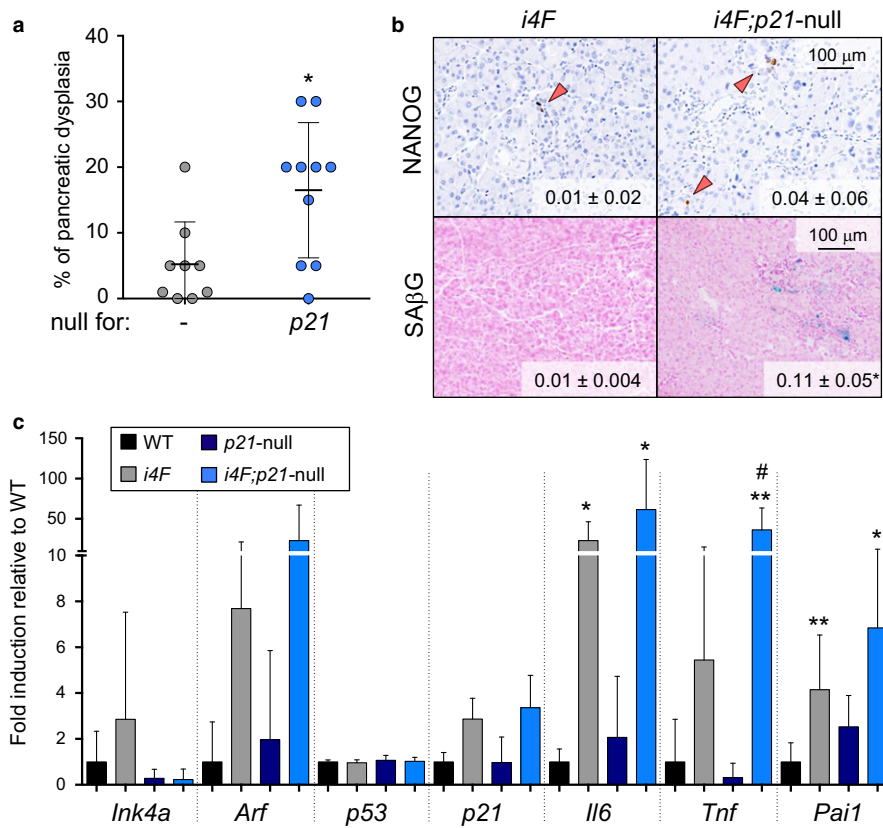 a
% of pancreatic dysplasia
40
30
20
10
0
*
null for: - p21
b
i4F i4F;p21-null
NANOG
100 µm
0.01 ± 0.02
0.04 ± 0.06
SAβG
100 µm
0.01 ± 0.004
0.11 ± 0.05*
c
Fold induction relative to WT
150
100
50
10
8
6
4
2
0
WT p21-null
i4F i4F;p21-null
* * # ** ** *
Ink4a Arf p53 p21 Il6 Tnf Pai1